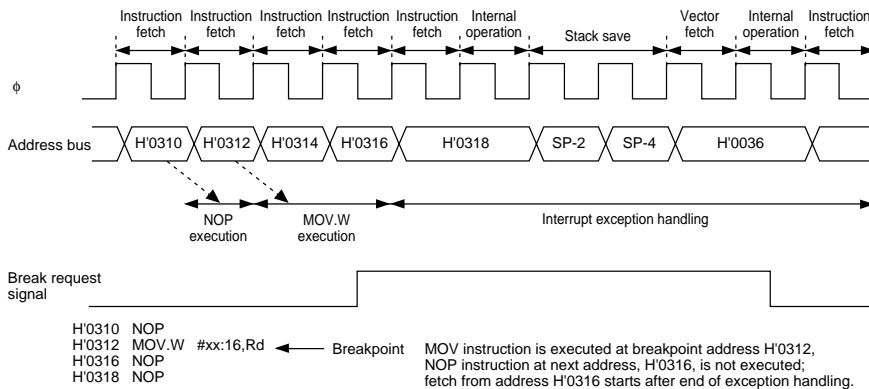 Instruction fetch
Instruction fetch
Instruction fetch
Instruction fetch
Instruction fetch
Internal operation
Stack save
Vector fetch
Internal operation
Instruction fetch
φ
Address bus
H'0310
H'0312
H'0314
H'0316
H'0318
SP-2
SP-4
H'0036
NOP execution
MOV.W execution
Interrupt exception handling
Break request signal
H'0310 NOP
H'0312 MOV.W #xx:16,Rd
H'0316 NOP
H'0318 NOP
Breakpoint
MOV instruction is executed at breakpoint address H'0312,
NOP instruction at next address, H'0316, is not executed;
fetch from address H'0316 starts after end of exception handling.